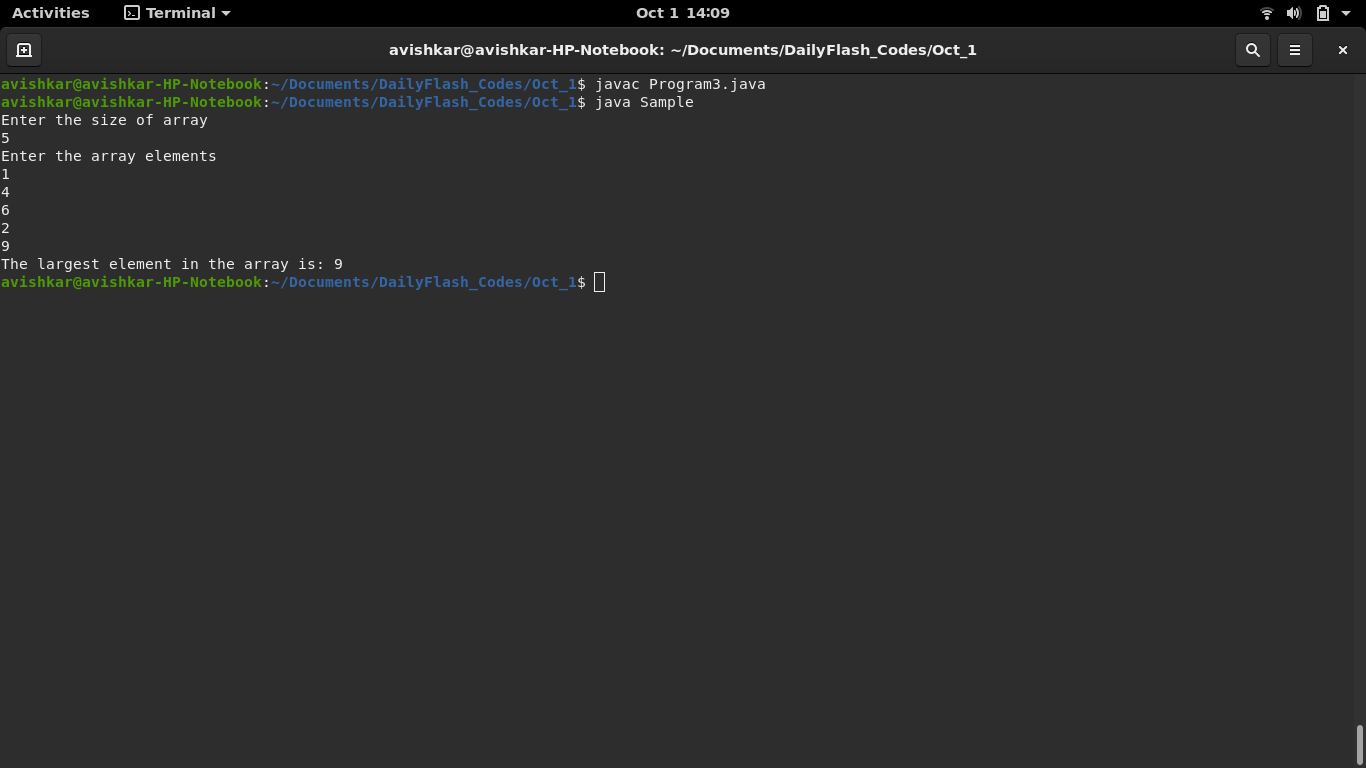 Activities Terminal Oct 1 14:09
avishkar@avishkar-HP-Notebook: ~/Documents/DailyFlash_Codes/Oct_1
avishkar@avishkar-HP-Notebook:~/Documents/DailyFlash_Codes/Oct_1$ javac Program3.java
avishkar@avishkar-HP-Notebook:~/Documents/DailyFlash_Codes/Oct_1$ java Sample
Enter the size of array
5
Enter the array elements
1
4
6
2
9
The largest element in the array is: 9
avishkar@avishkar-HP-Notebook:~/Documents/DailyFlash_Codes/Oct_1$